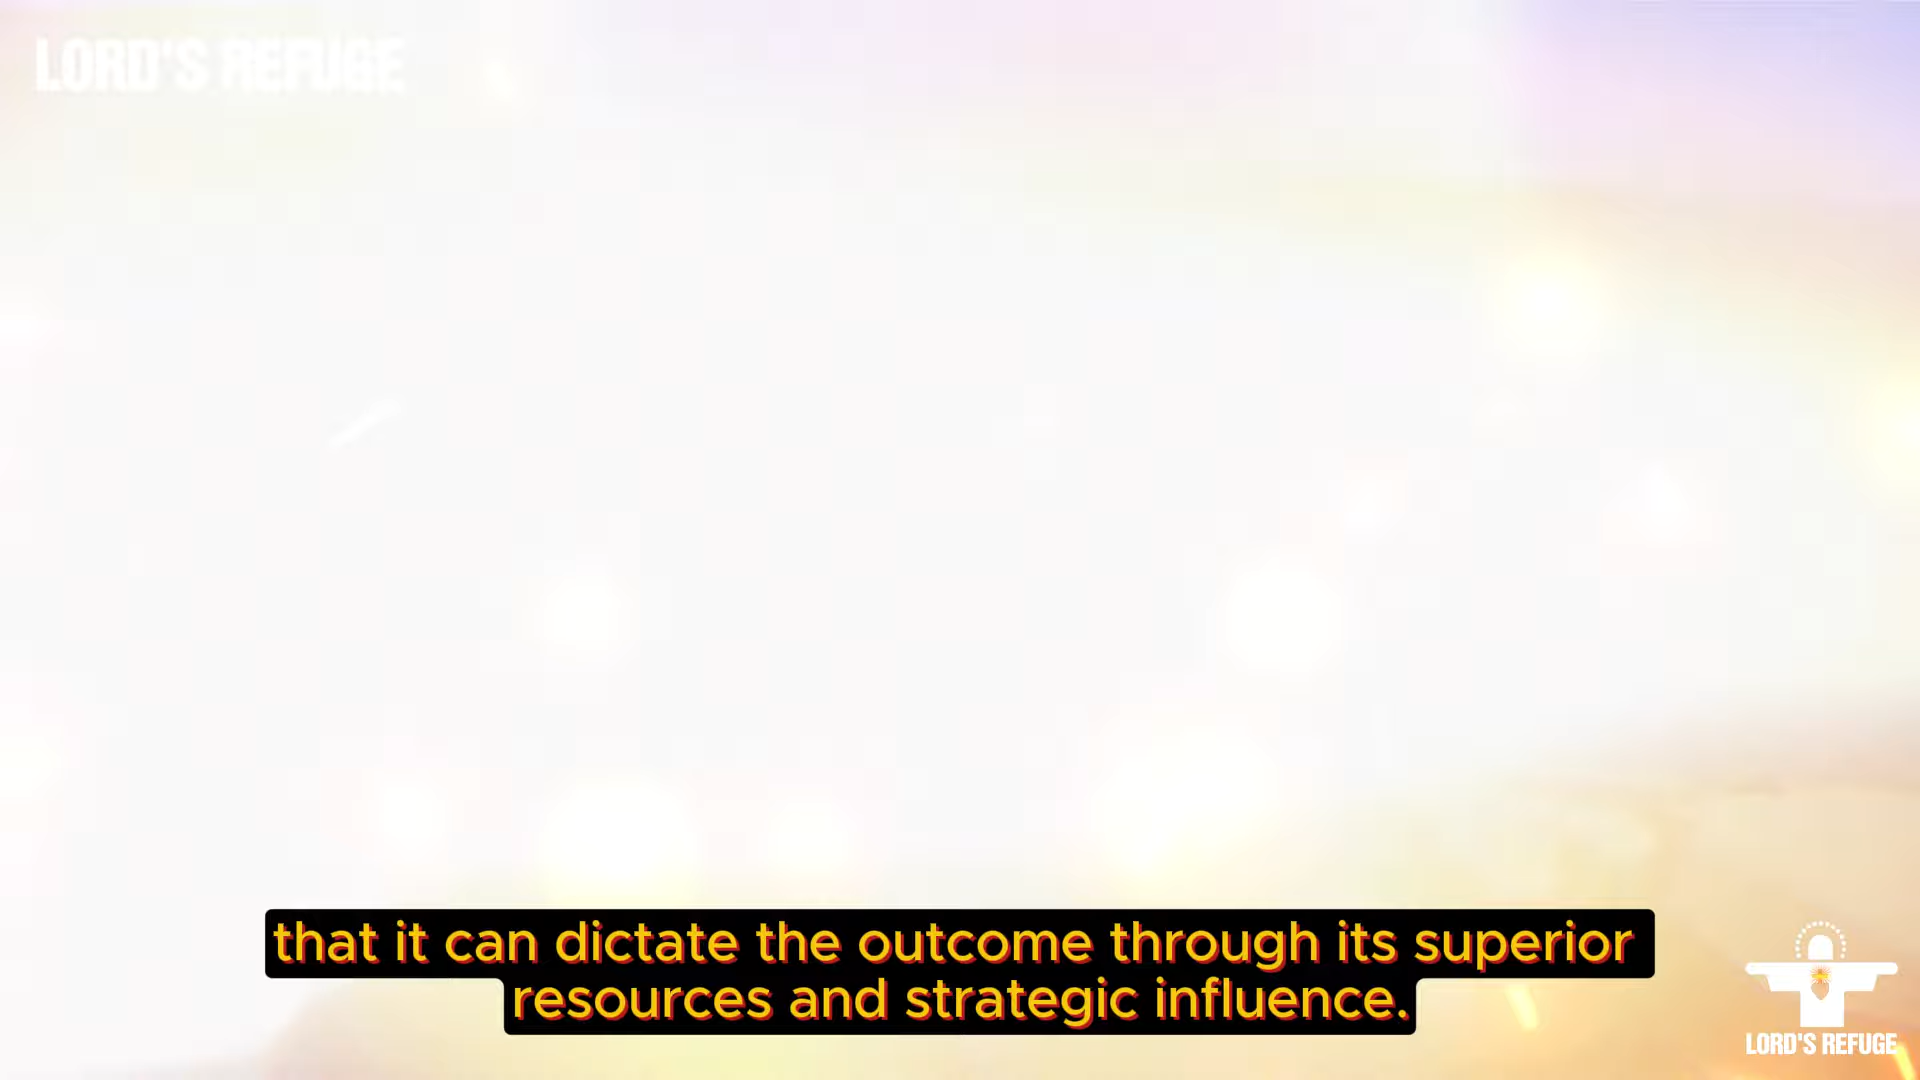 LORD'S REFUGE
that it can dictate the outcome through its superior
resources and strategic influence.
LORD'S REFUGE